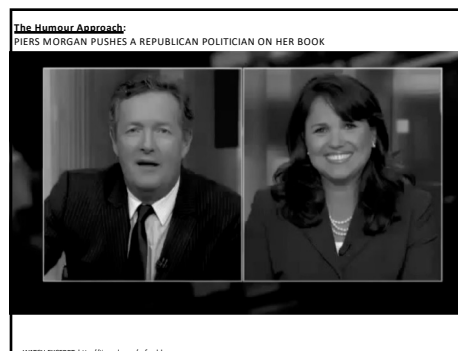 The Humour Approach:
PIERS MORGAN PUSHES A REPUBLICAN POLITICIAN ON HER BOOK